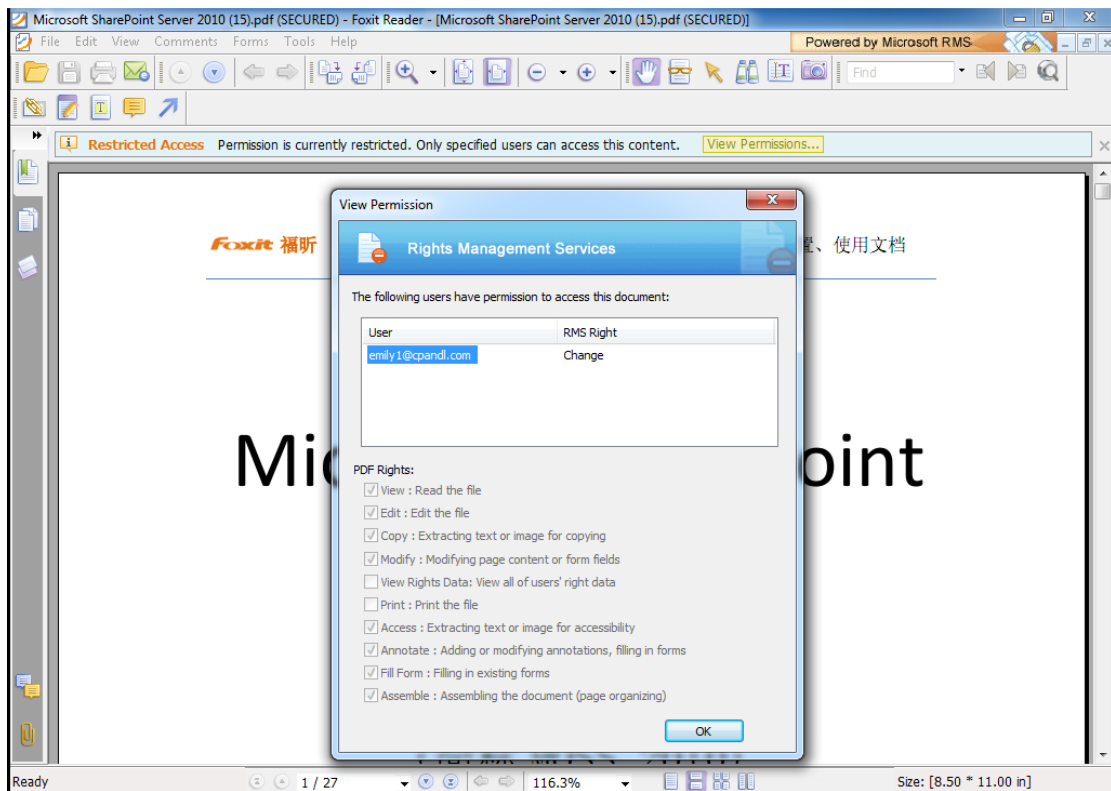 Microsoft SharePoint Server 2010 (15).pdf (SECURED) - Foxit Reader - [Microsoft SharePoint Server 2010 (15).pdf (SECURED)]
File Edit View Comments Forms Tools Help
Powered by Microsoft RMS
Find
Restricted Access Permission is currently restricted. Only specified users can access this content. View Permissions...
View Permission
Foxit 福昕
Rights Management Services
、使用文档
The following users have permission to access this document:
User RMS Right
emily1@cpandl.com Change
Mic
oint
PDF Rights:
View : Read the file
Edit : Edit the file
Copy : Extracting text or image for copying
Modify : Modifying page content or form fields
View Rights Data: View all of users' right data
Print : Print the file
Access : Extracting text or image for accessibility
Annotate : Adding or modifying annotations, filling in forms
Fill Form : Filling in existing forms
Assemble : Assembling the document (page organizing)
OK
Ready 1 / 27 116.3% Size: [8.50 * 11.00 in]